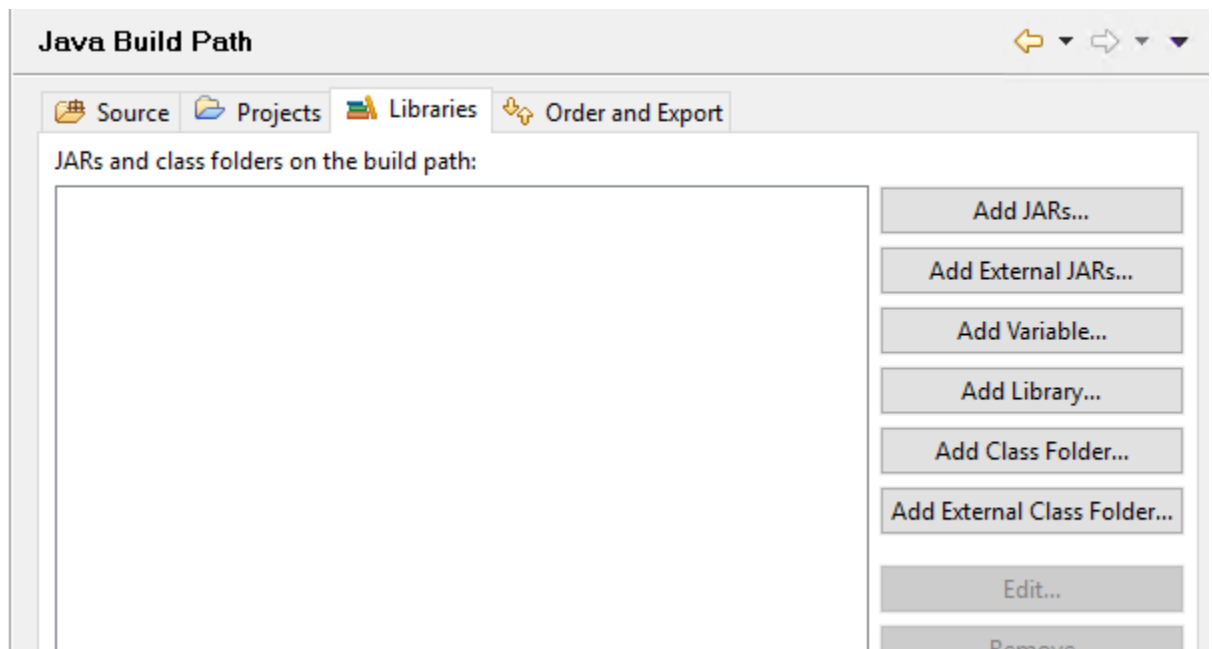 Java Build Path
Source Projects Libraries Order and Export
JARs and class folders on the build path:
Add JARs...
Add External JARs...
Add Variable...
Add Library...
Add Class Folder...
Add External Class Folder...
Edit...
Remove